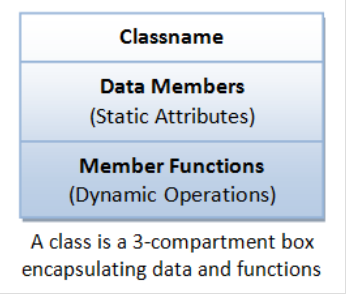 Classname
Data Members
(Static Attributes)
Member Functions
(Dynamic Operations)
A class is a 3-compartment box
encapsulating data and functions